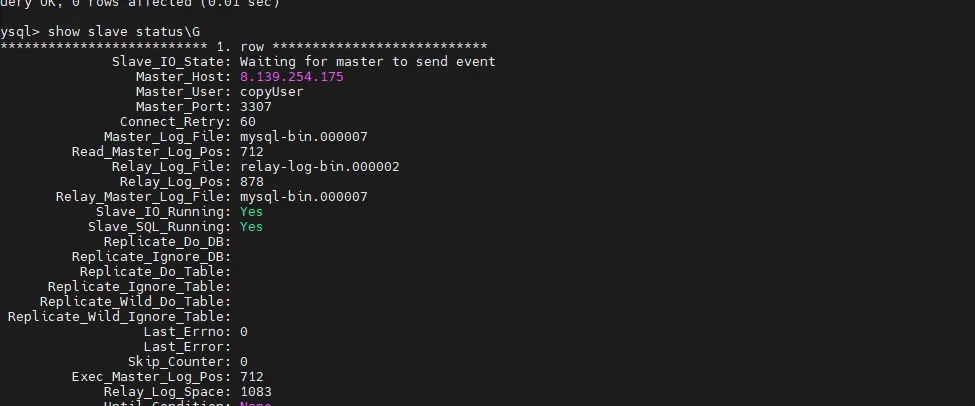 uery OK, 0 rows affected (0.01 sec)
ysql> show slave status\G
*************************** 1. row ***************************
Slave_IO_State: Waiting for master to send event
Master_Host: 8.139.254.175
Master_User: copyUser
Master_Port: 3307
Connect_Retry: 60
Master_Log_File: mysql-bin.000007
Read_Master_Log_Pos: 712
Relay_Log_File: relay-log-bin.000002
Relay_Log_Pos: 878
Relay_Master_Log_File: mysql-bin.000007
Slave_IO_Running: Yes
Slave_SQL_Running: Yes
Replicate_Do_DB:
Replicate_Ignore_DB:
Replicate_Do_Table:
Replicate_Ignore_Table:
Replicate_Wild_Do_Table:
Replicate_Wild_Ignore_Table:
Last_Errno: 0
Last_Error:
Skip_Counter: 0
Exec_Master_Log_Pos: 712
Relay_Log_Space: 1083
Until_Condition: None